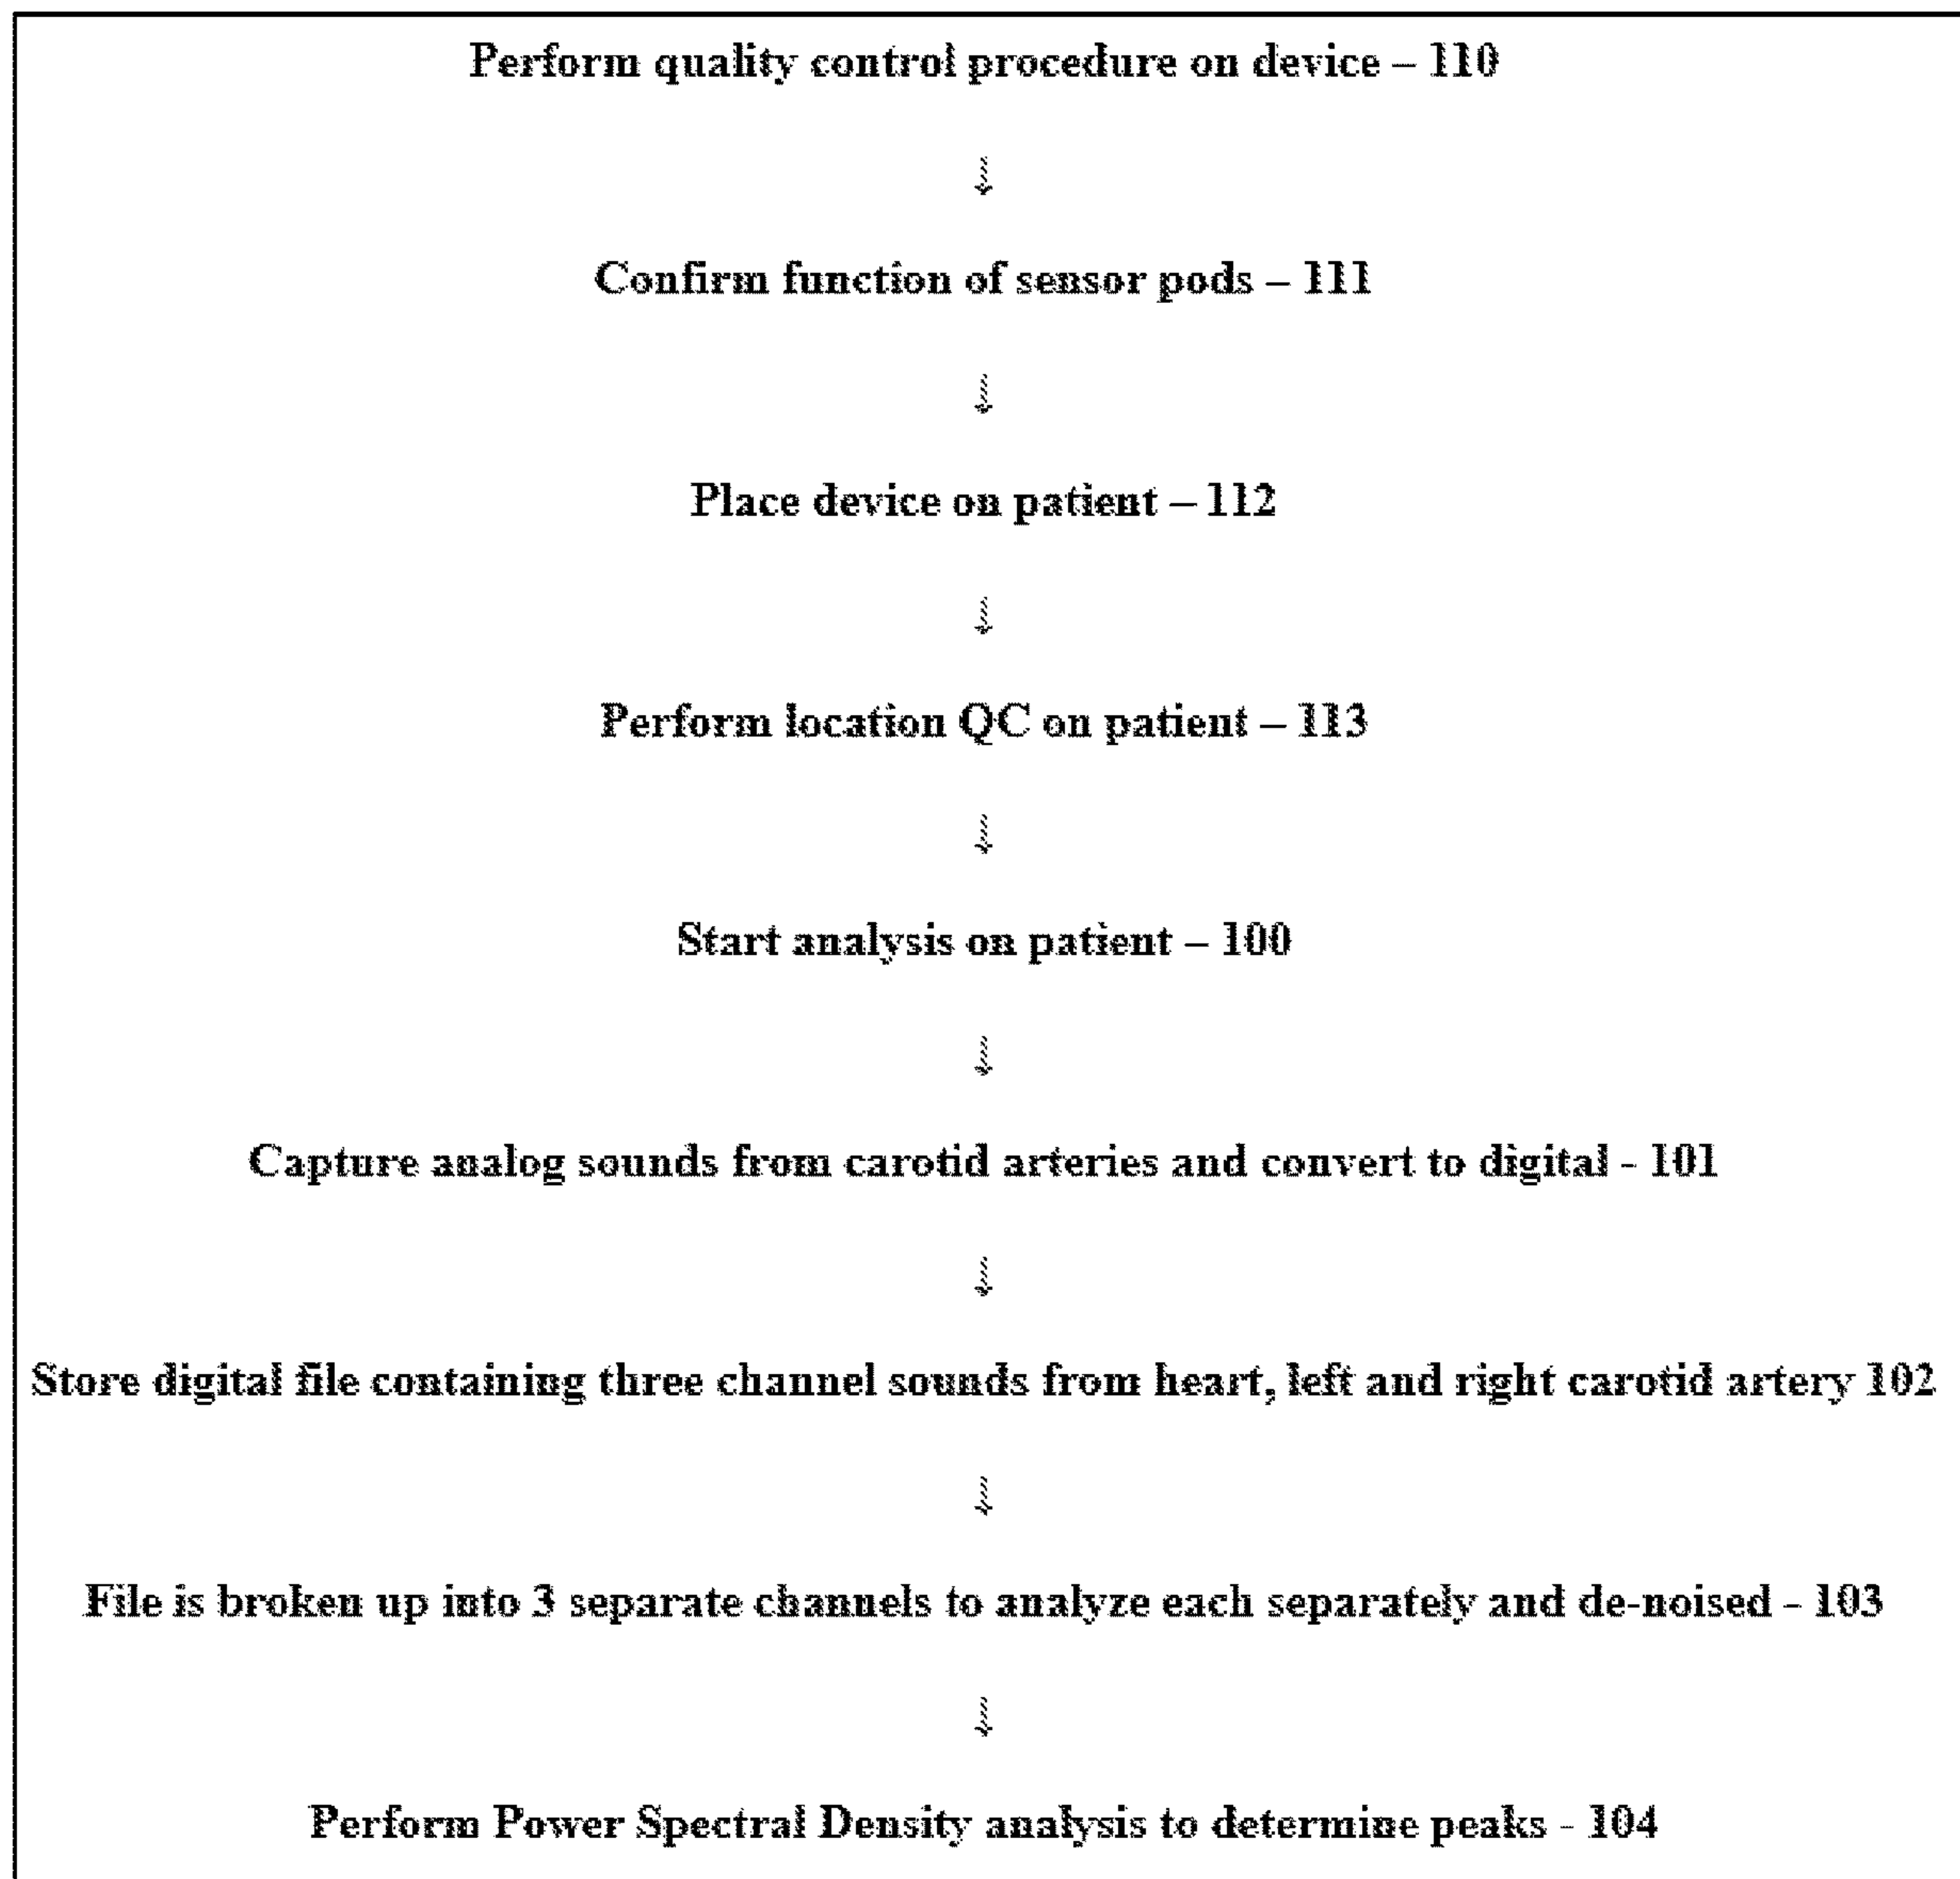 Perform quality control procedure on device – 110
Confirm function of sensor pods – 111
Place device on patient – 112
Perform location QC on patient – 113
Start analysis on patient – 100
Capture analog sounds from carotid arteries and convert to digital - 101
Store digital file containing three channel sounds from heart, left and right carotid artery 102
File is broken up into 3 separate channels to analyze each separately and de-noised - 103
Perform Power Spectral Density analysis to determine peaks - 104